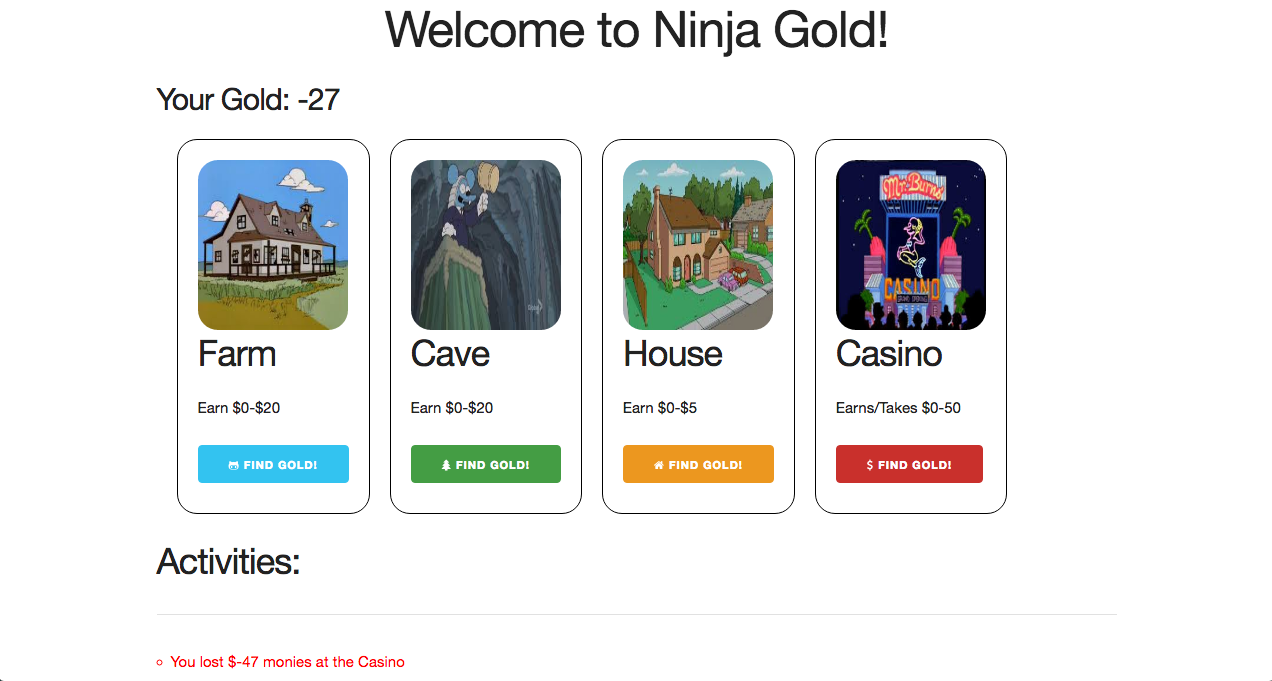 Welcome to Ninja Gold!
Your Gold: -27
Mr. Burns
CASINO
Farm
Cave
House
Casino
Earn $0-$20
Earn $0-$20
Earn $0-$5
Earns/Takes $0-50
FIND GOLD!
FIND GOLD!
FIND GOLD!
$ FIND GOLD!
Activities:
You lost $-47 monies at the Casino